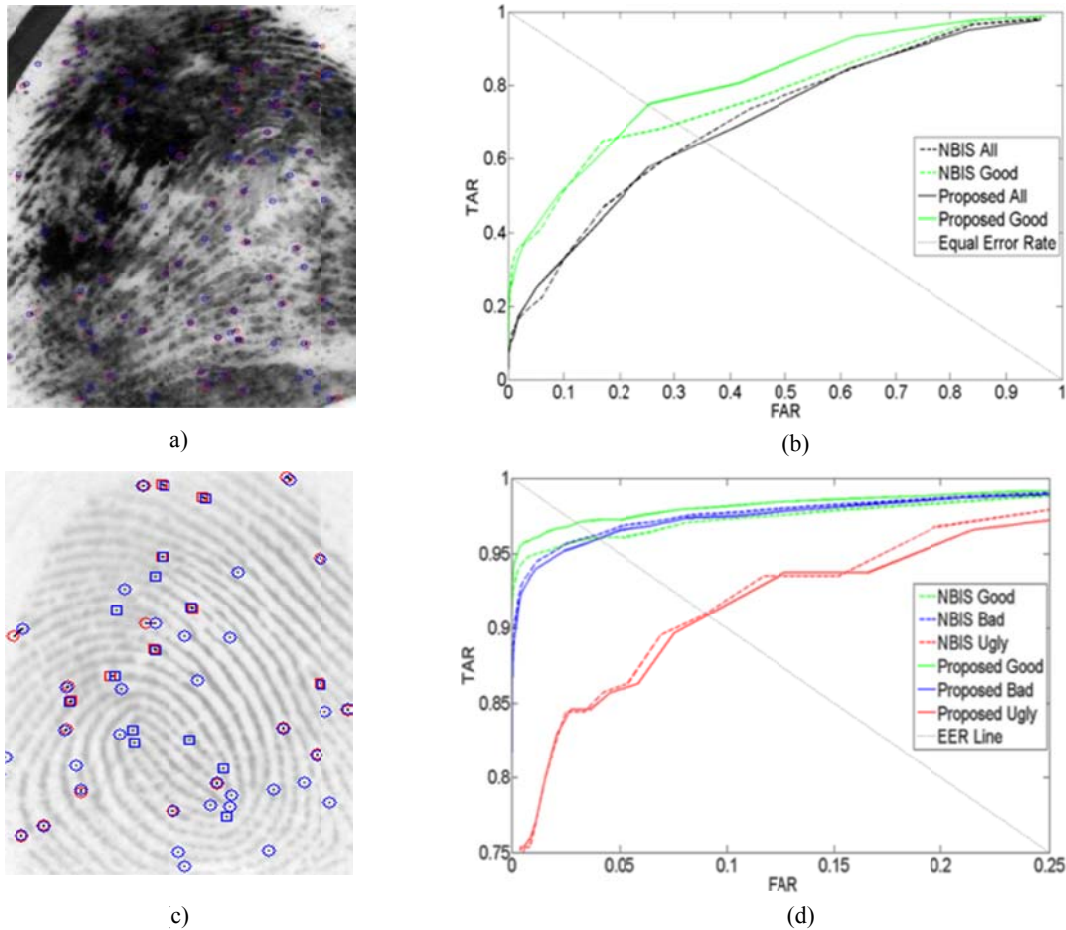 1
0.8
0.6
0.4
0.2
0
TAR
0 0.1 0.2 0.3 0.4 0.5 0.6 0.7 0.8 0.9 1
FAR
NBIS All
NBIS Good
Proposed All
Proposed Good
Equal Error Rate
a)
(b)
1
0.95
0.9
0.85
0.8
0.75
TAR
0 0.05 0.1 0.15 0.2 0.25
FAR
NBIS Good
NBIS Bad
NBIS Ugly
Proposed Good
Proposed Bad
Proposed Ugly
EER Line
c)
(d)